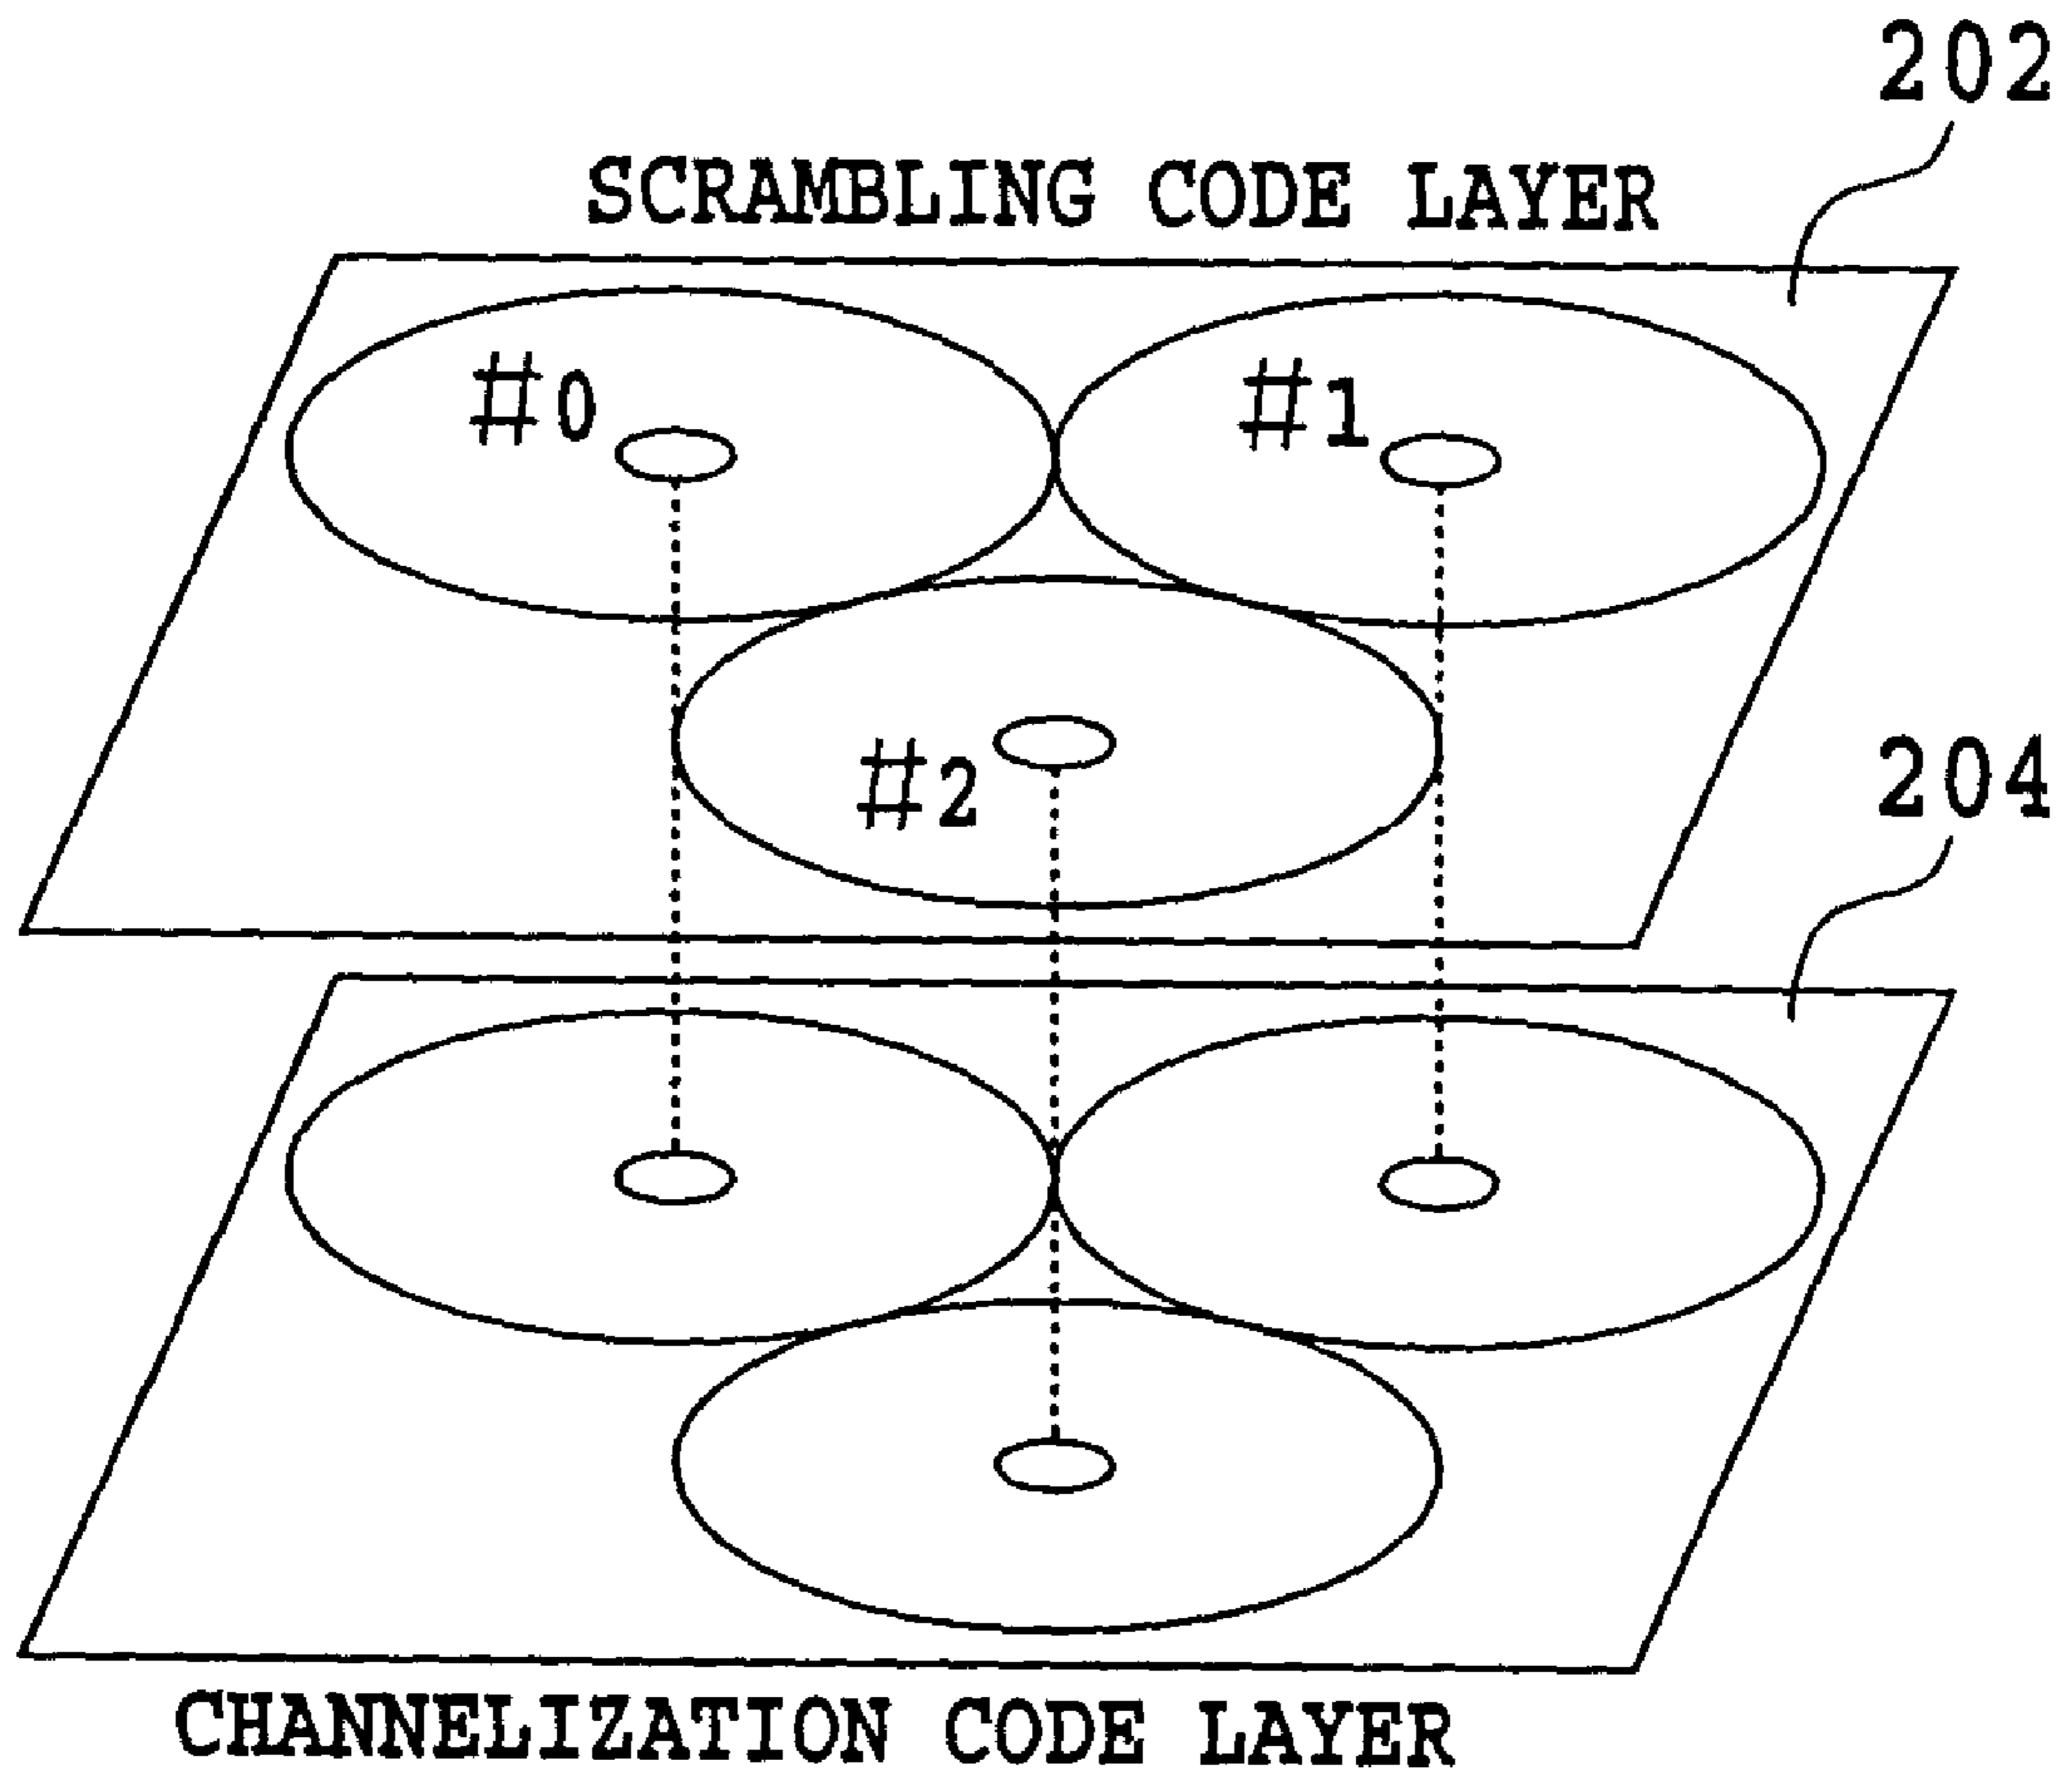 202
SCRAMBLING CODE LAYER
#0
#1
#2
204
CHANNELIZATION CODE LAYER